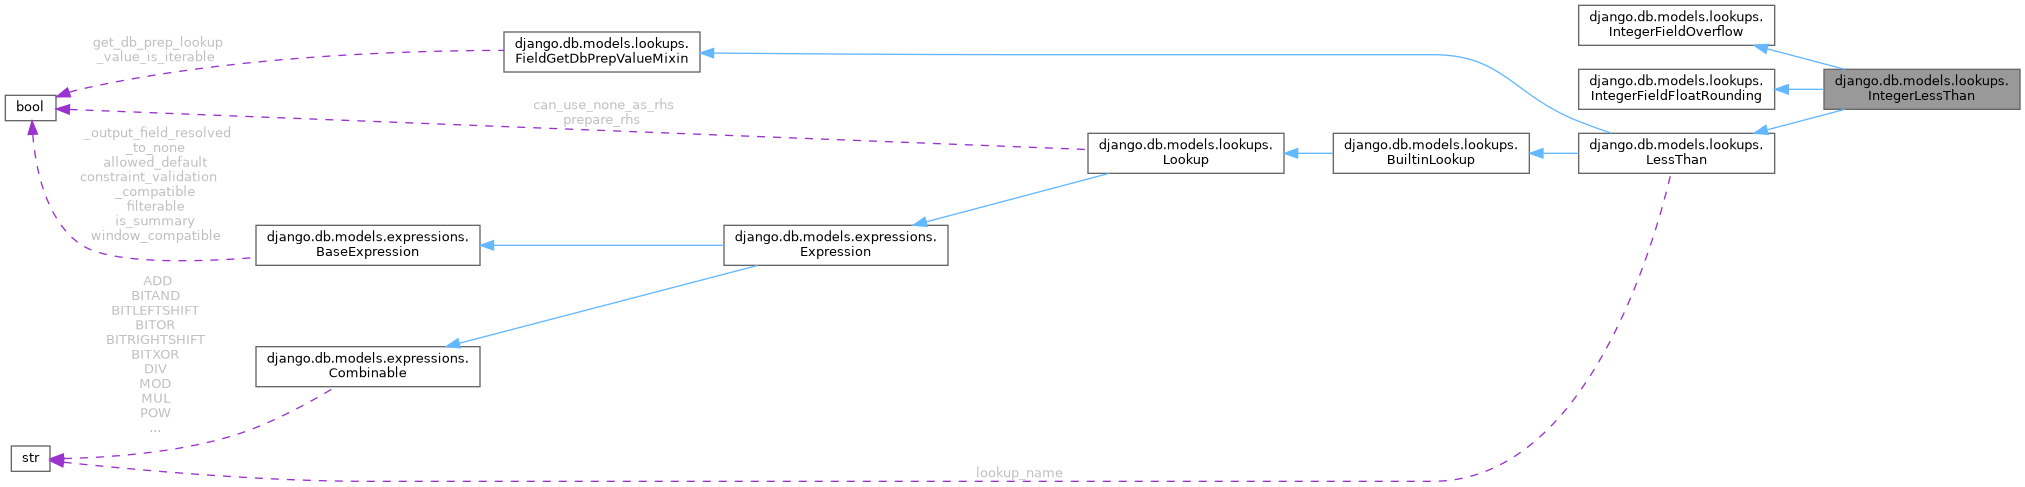 get_db_prep_lookup
_value_is_iterable
django.db.models.lookups.
FieldGetDbPrepValueMixin
django.db.models.lookups.
IntegerFieldOverflow
django.db.models.lookups.
IntegerFieldFloatRounding
django.db.models.lookups.
IntegerLessThan
bool
can_use_none_as_rhs
prepare_rhs
_output_field_resolved
_to_none
allowed_default
constraint_validation
_compatible
filterable
is_summary
window_compatible
django.db.models.lookups.
Lookup
django.db.models.lookups.
BuiltinLookup
django.db.models.lookups.
LessThan
django.db.models.expressions.
BaseExpression
django.db.models.expressions.
Expression
ADD
BITAND
BITLEFTSHIFT
BITOR
BITRIGHTSHIFT
BITXOR
DIV
MOD
MUL
POW
...
django.db.models.expressions.
Combinable
str
lookup_name